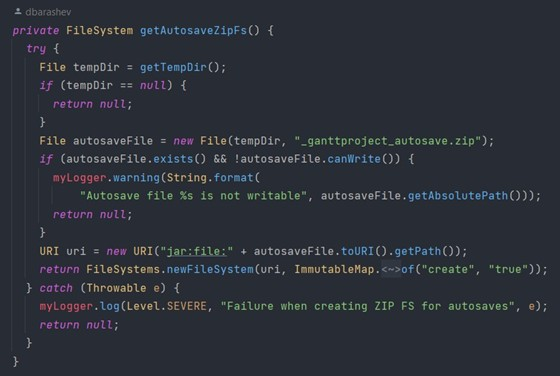 dbarashev
private FileSystem getAutosaveZipFs() {
try {
File tempDir = getTempDir();
if (tempDir == null) {
return null;
}
File autosaveFile = new File(tempDir, "_ganttproject_autosave.zip");
if (autosaveFile.exists() && !autosaveFile.canWrite()) {
myLogger.warning(String.format(
"Autosave file %s is not writable", autosaveFile.getAbsolutePath()));
return null;
}
URI uri = new URI("jar:file:" + autosaveFile.toURI().getPath());
return FileSystems.newFileSystem(uri, ImmutableMap.<~>of("create", "true"));
} catch (Throwable e) {
myLogger.log(Level.SEVERE, "Failure when creating ZIP FS for autosaves", e);
return null;
}
}